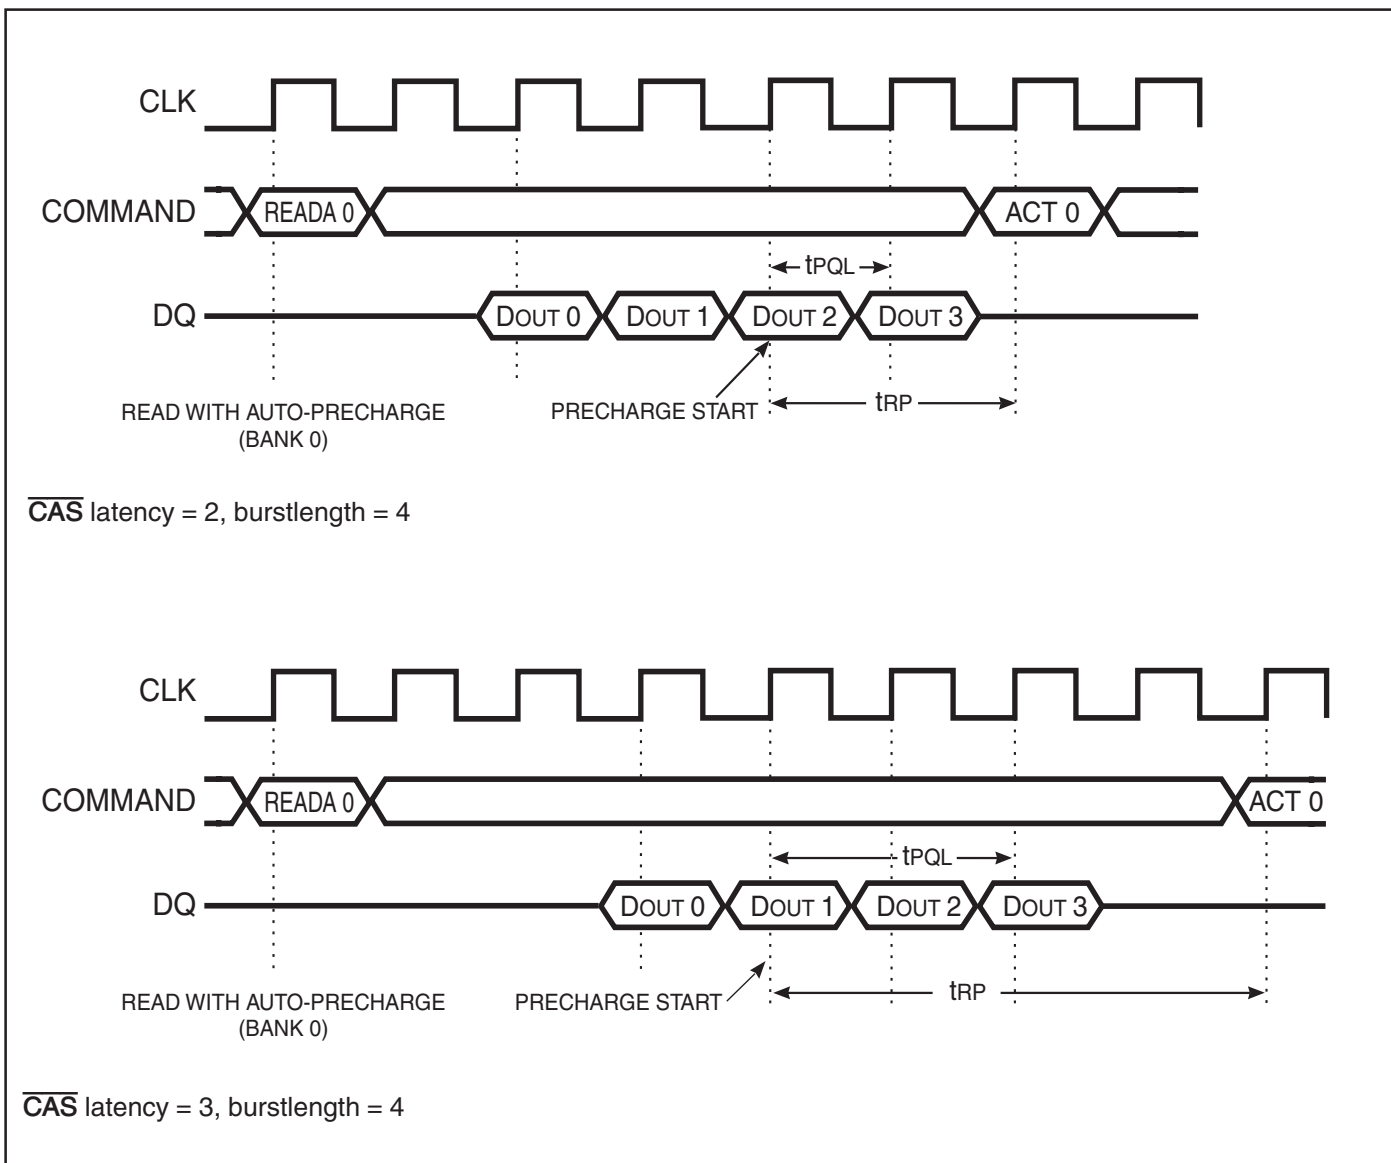 CLK
COMMAND READA 0 ACT 0
tPQL
DQ DOUT 0 DOUT 1 DOUT 2 DOUT 3
READ WITH AUTO-PRECHARGE
(BANK 0)
PRECHARGE START tRP
CAS latency = 2, burstlength = 4
CLK
COMMAND READA 0 ACT 0
tPQL
DQ DOUT 0 DOUT 1 DOUT 2 DOUT 3
READ WITH AUTO-PRECHARGE
(BANK 0)
PRECHARGE START tRP
CAS latency = 3, burstlength = 4